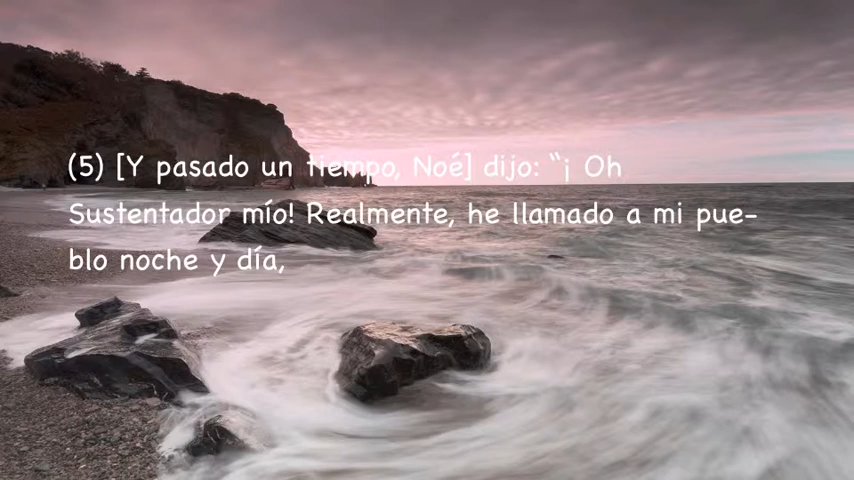 (5) [Y pasado un tiempo, Noé] dijo: “¡ Oh
Sustentador mío! Realmente, he llamado a mi pue-
blo noche y día,